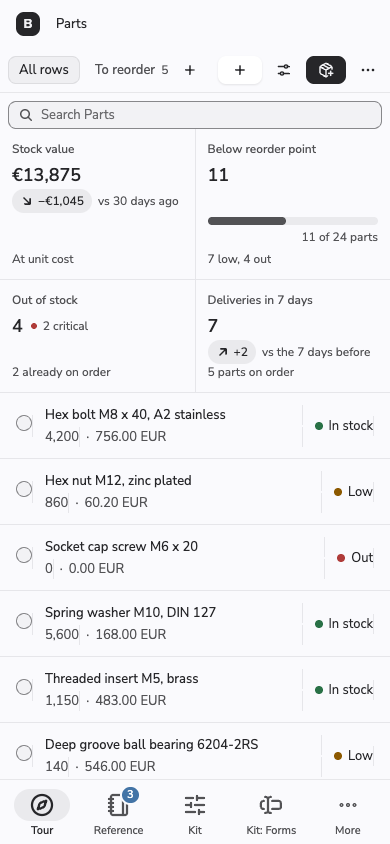 B Parts
All rows To reorder 5
Search Parts
Stock value
€13,875
−€1,045 vs 30 days ago
At unit cost
Below reorder point
11
11 of 24 parts
7 low, 4 out
Out of stock
4 2 critical
2 already on order
Deliveries in 7 days
7
+2 vs the 7 days before
5 parts on order
Hex bolt M8 x 40, A2 stainless
4,200 · 756.00 EUR
In stock
Hex nut M12, zinc plated
860 · 60.20 EUR
Low
Socket cap screw M6 x 20
0 · 0.00 EUR
Out
Spring washer M10, DIN 127
5,600 · 168.00 EUR
In stock
Threaded insert M5, brass
1,150 · 483.00 EUR
In stock
Deep groove ball bearing 6204-2RS
140 · 546.00 EUR
Low
3
Tour Reference Kit Kit: Forms More